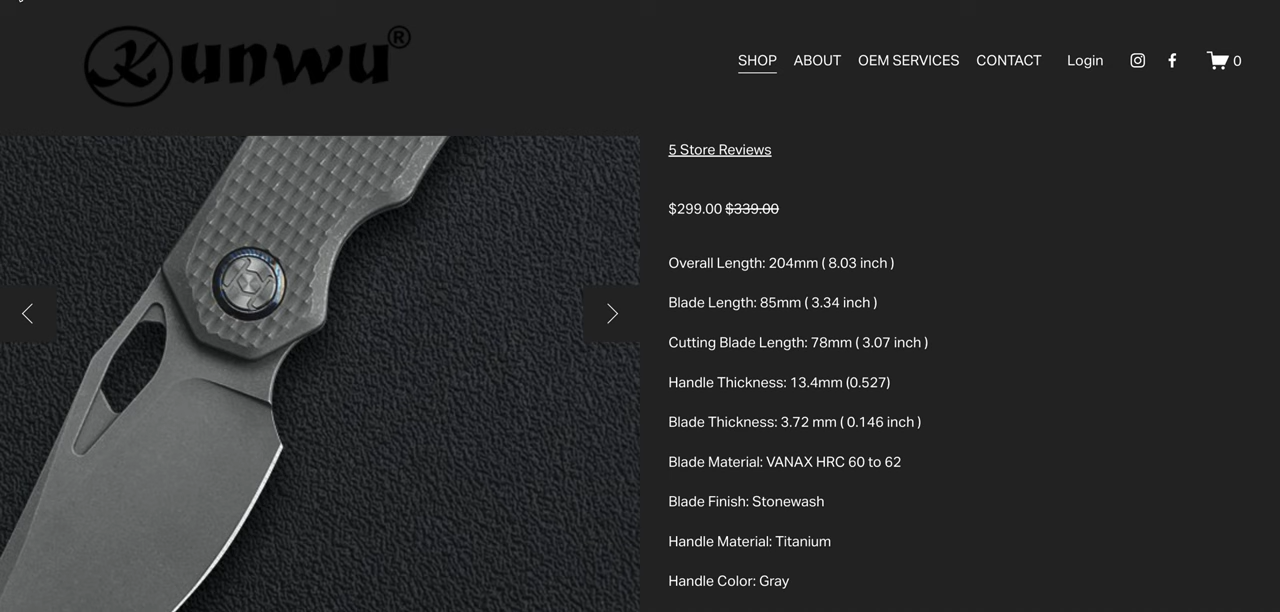 Kunwu®
SHOP ABOUT OEM SERVICES CONTACT Login 0
5 Store Reviews
$299.00 $339.00
Overall Length: 204mm ( 8.03 inch )
Blade Length: 85mm ( 3.34 inch )
Cutting Blade Length: 78mm ( 3.07 inch )
Handle Thickness: 13.4mm (0.527)
Blade Thickness: 3.72 mm ( 0.146 inch )
Blade Material: VANAX HRC 60 to 62
Blade Finish: Stonewash
Handle Material: Titanium
Handle Color: Gray